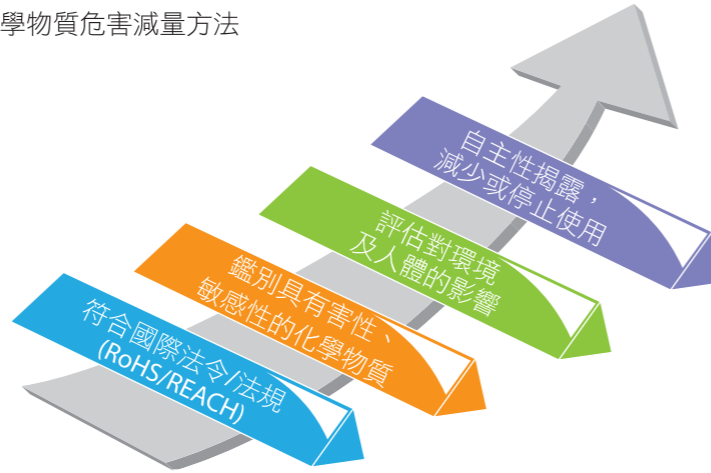 學物質危害減量方法
自主性揭露，
減少或停止使用
評估對環境
及人體的影響
鑑別具有害性、
敏感性的化學物質
符合國際法令/法規
(RoHS/REACH)